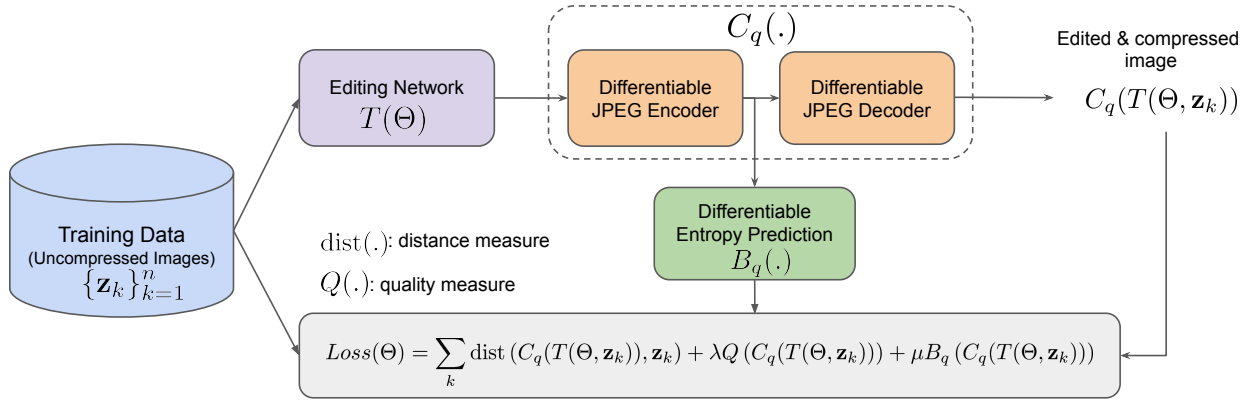 C_q(.)
Editing Network
T(Θ)
Differentiable
JPEG Encoder
Differentiable
JPEG Decoder
Edited & compressed
image
C_q(T(Θ, z_k))
Training Data
(Uncompressed Images)
{z_k}_{k=1}^n
dist(.): distance measure
Q(.): quality measure
Differentiable
Entropy Prediction
B_q(.)
Loss(Θ) = ∑_k dist (C_q(T(Θ, z_k)), z_k) + λQ (C_q(T(Θ, z_k))) + μB_q (C_q(T(Θ, z_k)))